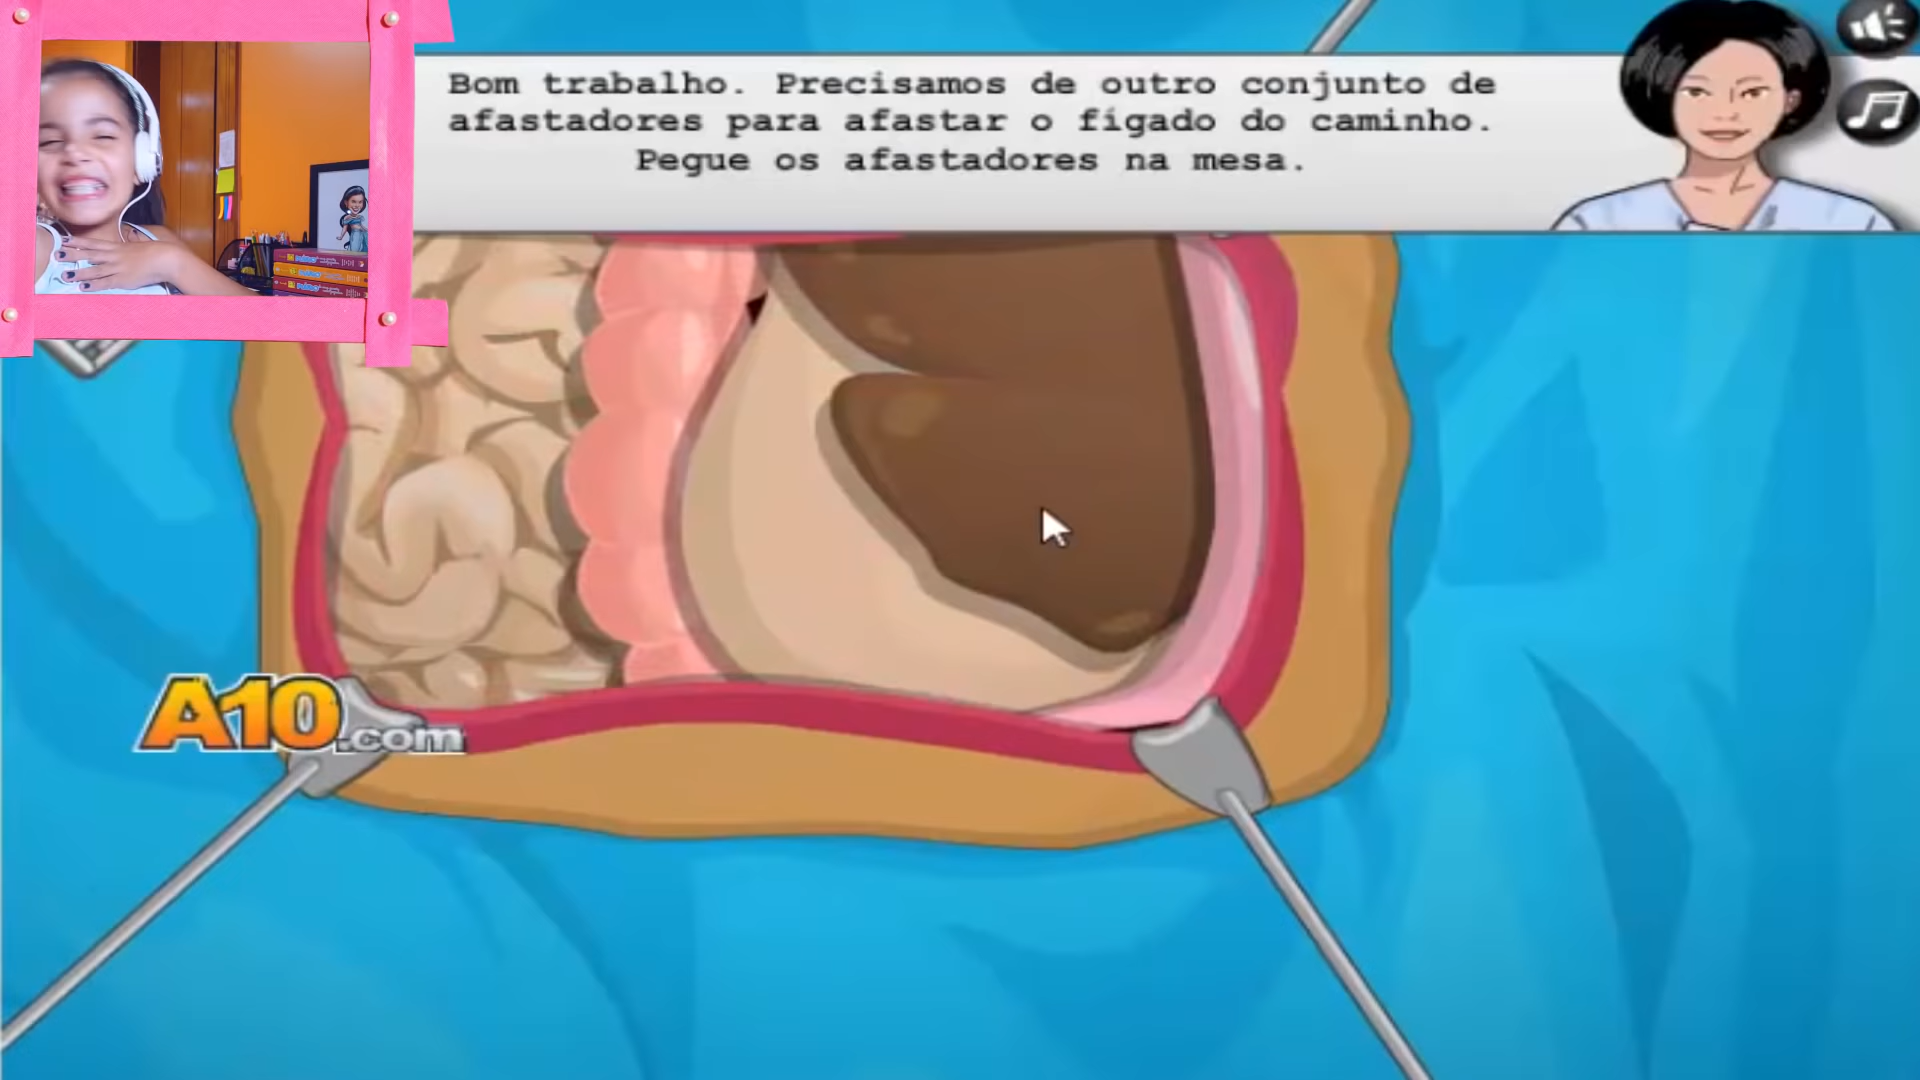 Bom trabalho. Precisamos de outro conjunto de
afastadores para afastar o fígado do caminho.
Pegue os afastadores na mesa.
A10.com